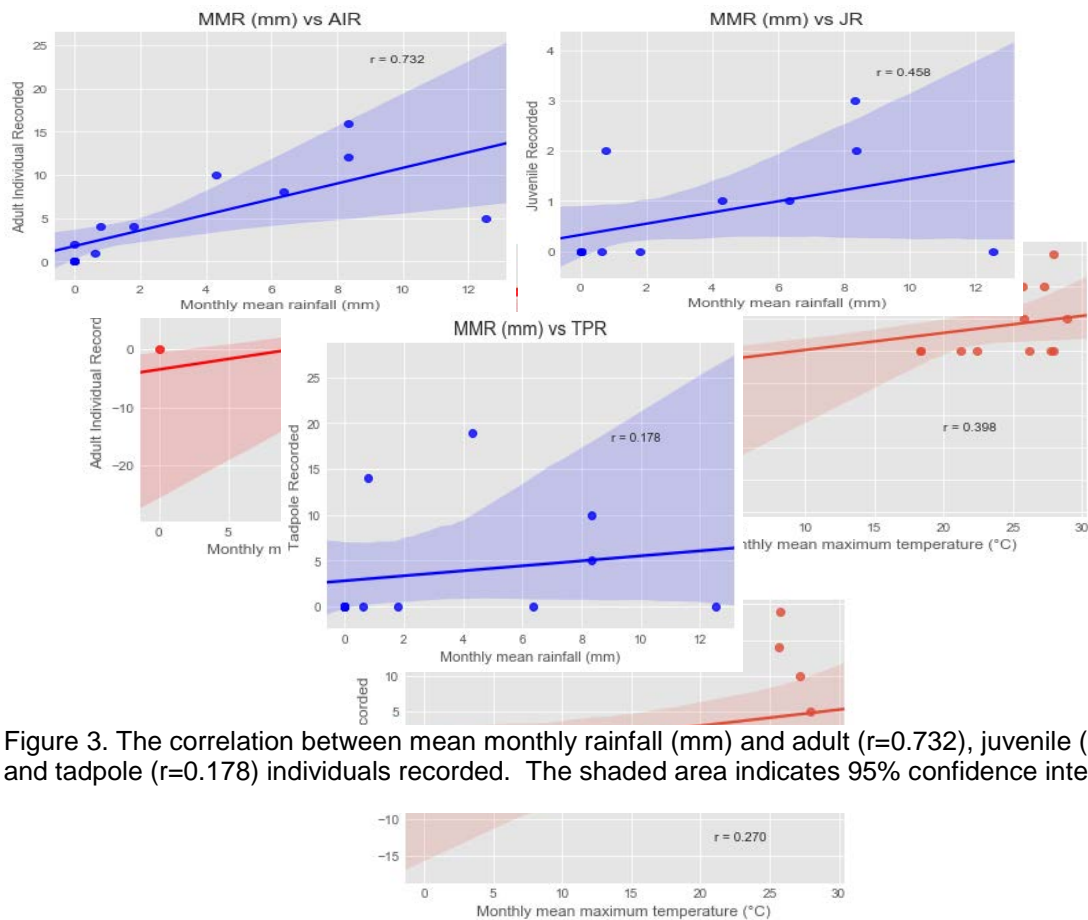 MMR (mm) vs AIR
25
20
15
10
5
0
Adult Individual Recorded
r = 0.732
0 2 4 6 8 10 12
Monthly mean rainfall (mm)
MMR (mm) vs JR
4
3
2
1
0
Juvenile Recorded
r = 0.458
0 2 4 6 8 10 12
Monthly mean rainfall (mm)
0
−10
−20
Adult Individual Record
0 5
Monthly m
MMR (mm) vs TPR
25
20
15
10
5
0
Tadpole Recorded
r = 0.178
0 2 4 6 8 10 12
Monthly mean rainfall (mm)
r = 0.398
10 15 20 25 30
nthly mean maximum temperature (°C)
10
5
corded
Figure 3. The correlation between mean monthly rainfall (mm) and adult (r=0.732), juvenile (
and tadpole (r=0.178) individuals recorded. The shaded area indicates 95% confidence inte
−10
−15
r = 0.270
0 5 10 15 20 25 30
Monthly mean maximum temperature (°C)